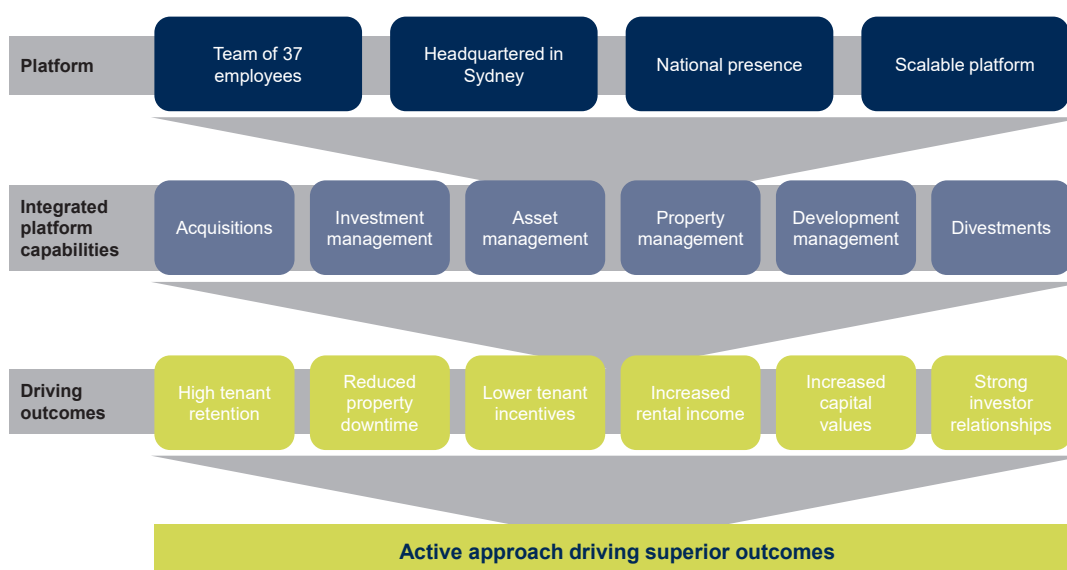 Platform
Team of 37
employees
Headquartered in
Sydney
National presence
Scalable platform
Integrated
platform
capabilities
Acquisitions
Investment
management
Asset
management
Property
management
Development
management
Divestments
Driving
outcomes
High tenant
retention
Reduced
property
downtime
Lower tenant
incentives
Increased
rental income
Increased
capital
values
Strong
investor
relationships
Active approach driving superior outcomes